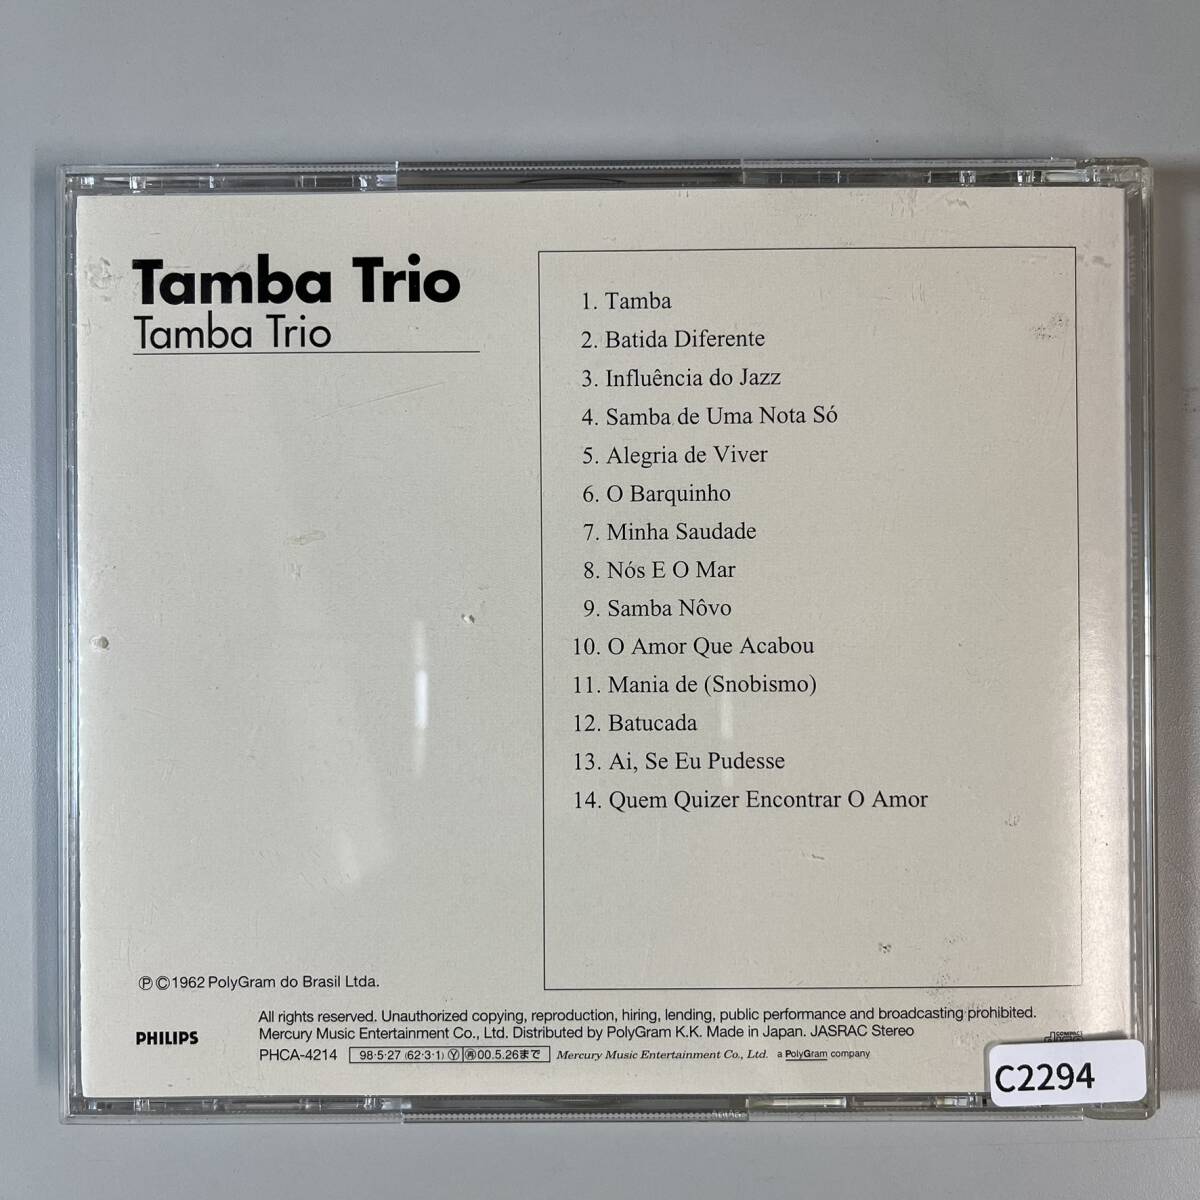 Tamba Trio
Tamba Trio
1. Tamba
2. Batida Diferente
3. Influência do Jazz
4. Samba de Uma Nota Só
5. Alegria de Viver
6. O Barquinho
7. Minha Saudade
8. Nós E O Mar
9. Samba Nôvo
10. O Amor Que Acabou
11. Mania de (Snobismo)
12. Batucada
13. Ai, Se Eu Pudesse
14. Quem Quizer Encontrar O Amor
Ⓟ©1962 PolyGram do Brasil Ltda.
All rights reserved. Unauthorized copying, reproduction, hiring, lending, public performance and broadcasting prohibited.
PHILIPS Mercury Music Entertainment Co., Ltd. Distributed by PolyGram K.K. Made in Japan. JASRAC Stereo
PHCA-4214 98·5·27 (62·3·1) Ⓨ ㊟00.5.26まで Mercury Music Entertainment Co., Ltd. a PolyGram company
C2294